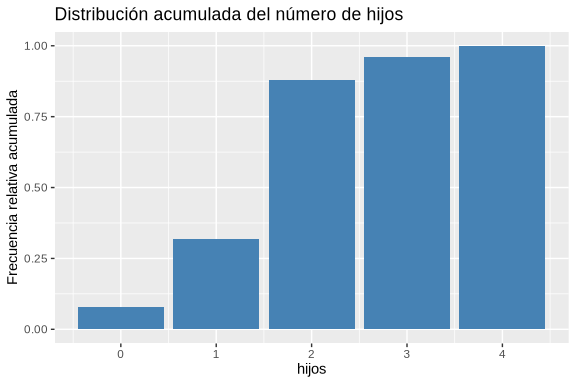 Distribución acumulada del número de hijos
Frecuencia relativa acumulada
1.00
0.75
0.50
0.25
0.00
0 1 2 3 4
hijos